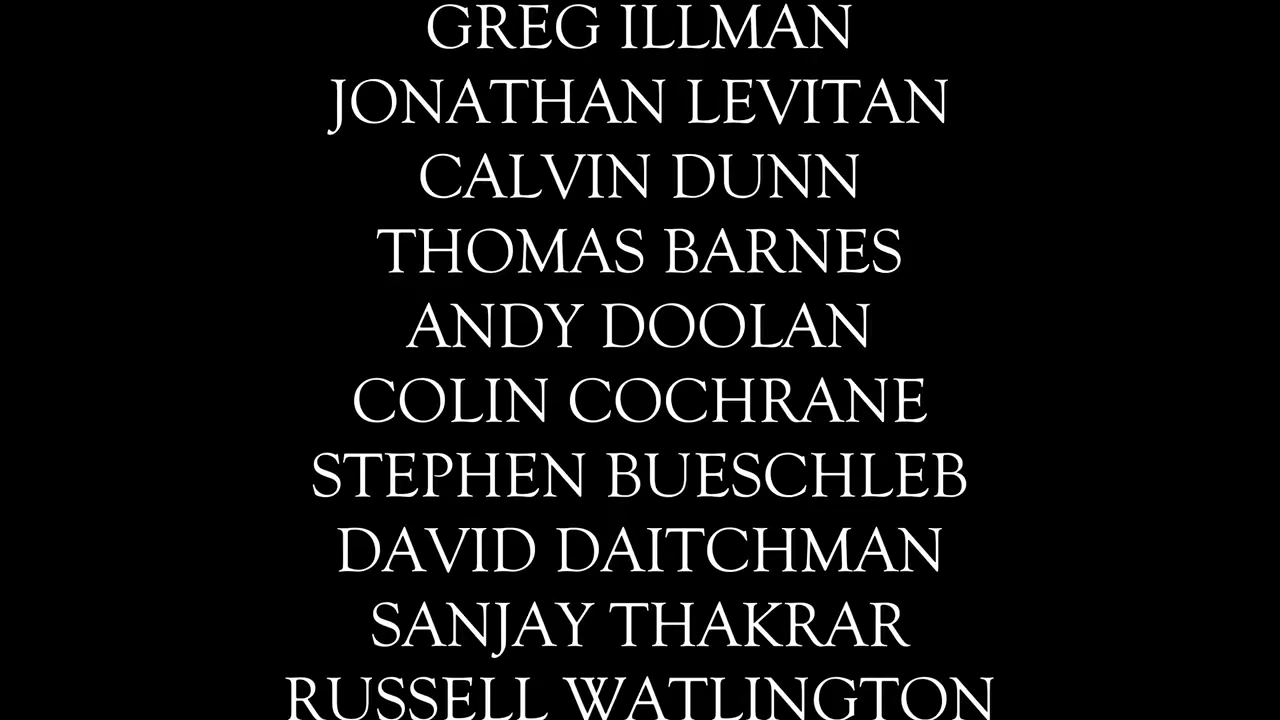 GREG ILLMAN
JONATHAN LEVITAN
CALVIN DUNN
THOMAS BARNES
ANDY DOOLAN
COLIN COCHRANE
STEPHEN BUESCHLEB
DAVID DAITCHMAN
SANJAY THAKRAR
RUSSELL WATLINGTON